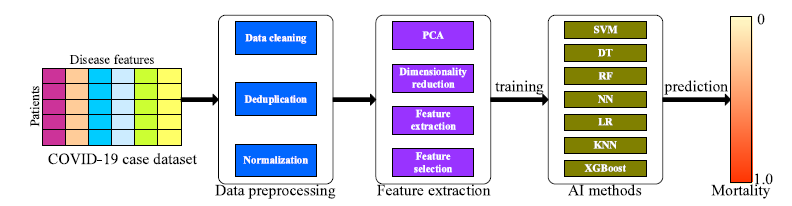 Disease features
Patients
COVID-19 case dataset
Data cleaning
Deduplication
Normalization
Data preprocessing
PCA
Dimensionality
reduction
Feature
extraction
Feature
selection
Feature extraction
training
SVM
DT
RF
NN
LR
KNN
XGBoost
AI methods
prediction
0
1.0
Mortality